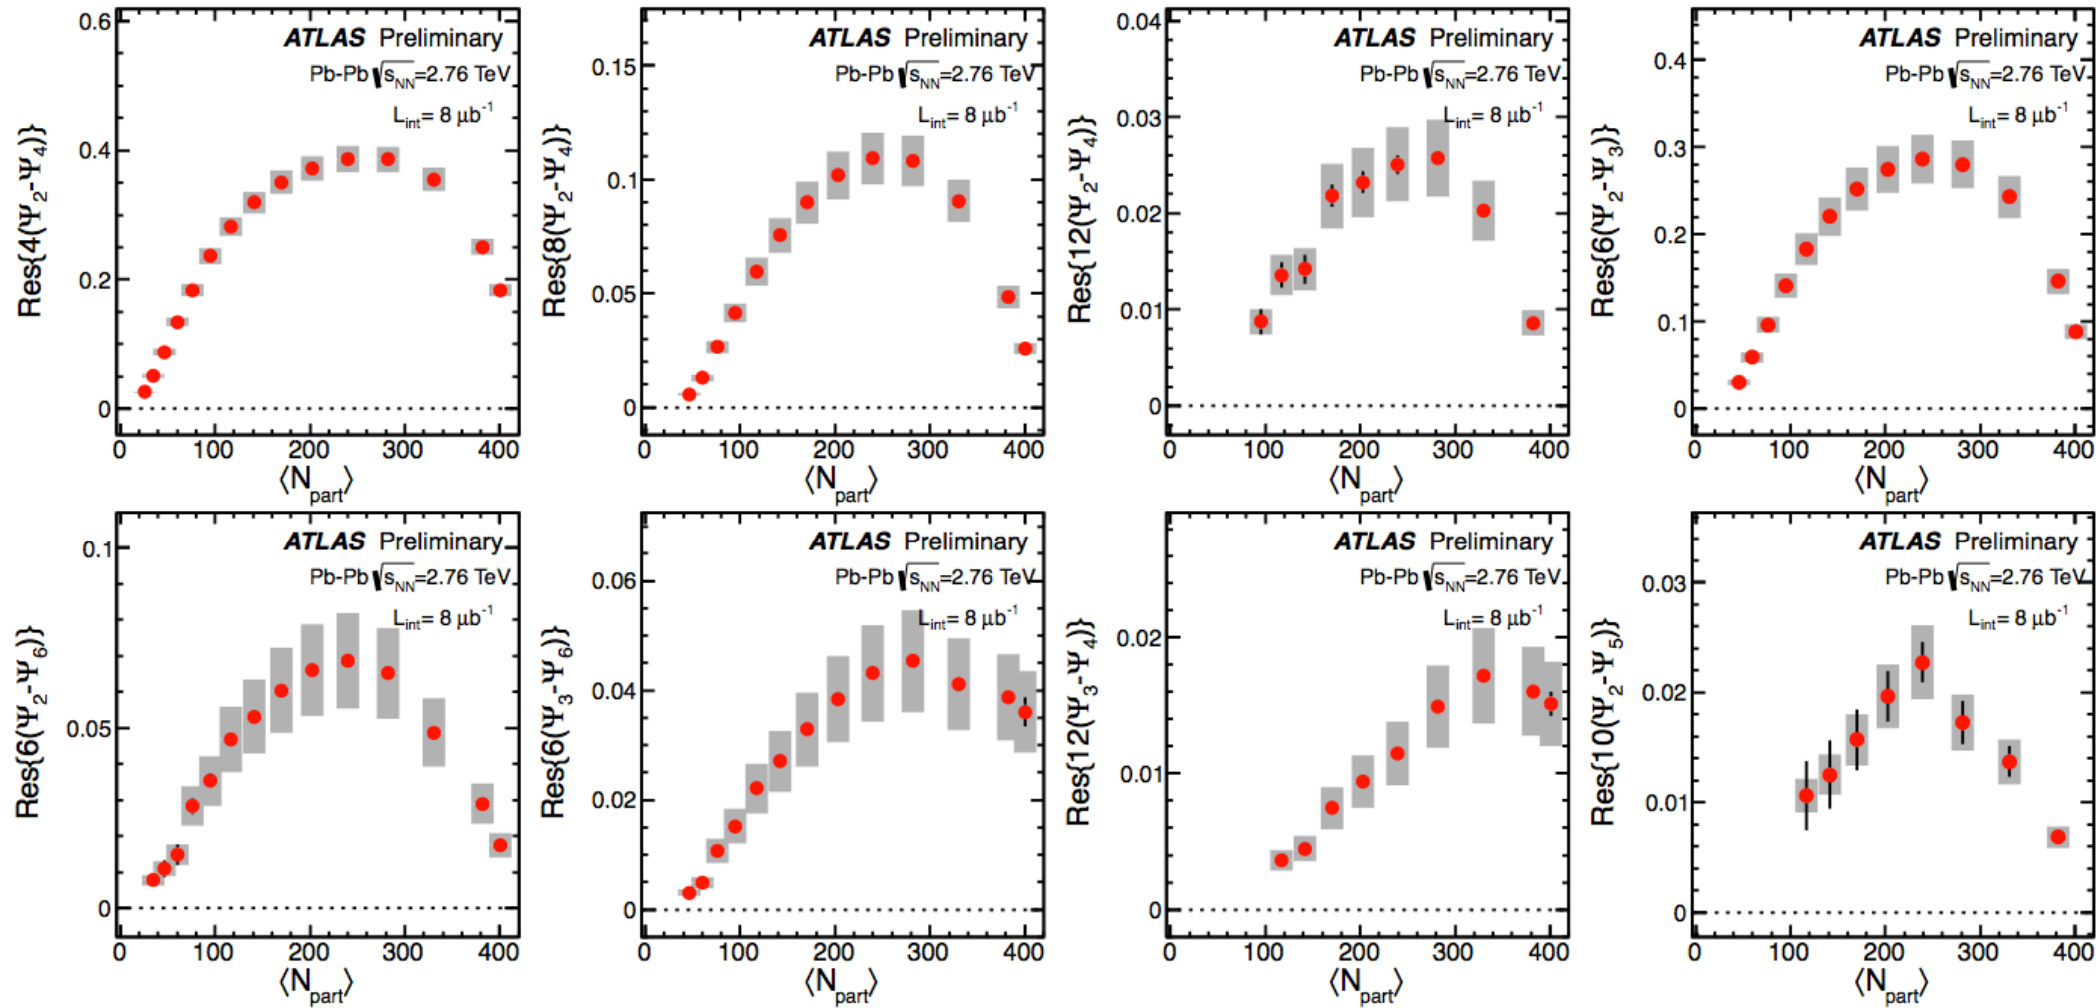 0.6
0.4
0.2
0
Res{4(Ψ2-Ψ4)}
ATLAS Preliminary
Pb-Pb √sNN=2.76 TeV
Lint= 8 μb-1
0 100 200 300 400
⟨Npart⟩
0.15
0.1
0.05
0
Res{8(Ψ2-Ψ4)}
ATLAS Preliminary
Pb-Pb √sNN=2.76 TeV
Lint= 8 μb-1
0 100 200 300 400
⟨Npart⟩
0.04
0.03
0.02
0.01
0
Res{12(Ψ2-Ψ4)}
ATLAS Preliminary
Pb-Pb √sNN=2.76 TeV
Lint= 8 μb-1
0 100 200 300 400
⟨Npart⟩
0.4
0.3
0.2
0.1
0
Res{6(Ψ2-Ψ3)}
ATLAS Preliminary
Pb-Pb √sNN=2.76 TeV
Lint= 8 μb-1
0 100 200 300 400
⟨Npart⟩
0.1
0.05
0
Res{6(Ψ2-Ψ6)}
ATLAS Preliminary
Pb-Pb √sNN=2.76 TeV
Lint= 8 μb-1
0 100 200 300 400
⟨Npart⟩
0.06
0.04
0.02
0
Res{6(Ψ3-Ψ6)}
ATLAS Preliminary
Pb-Pb √sNN=2.76 TeV
Lint= 8 μb-1
0 100 200 300 400
⟨Npart⟩
0.02
0.01
0
Res{12(Ψ3-Ψ4)}
ATLAS Preliminary
Pb-Pb √sNN=2.76 TeV
Lint= 8 μb-1
0 100 200 300 400
⟨Npart⟩
0.03
0.02
0.01
0
Res{10(Ψ2-Ψ5)}
ATLAS Preliminary
Pb-Pb √sNN=2.76 TeV
Lint= 8 μb-1
0 100 200 300 400
⟨Npart⟩